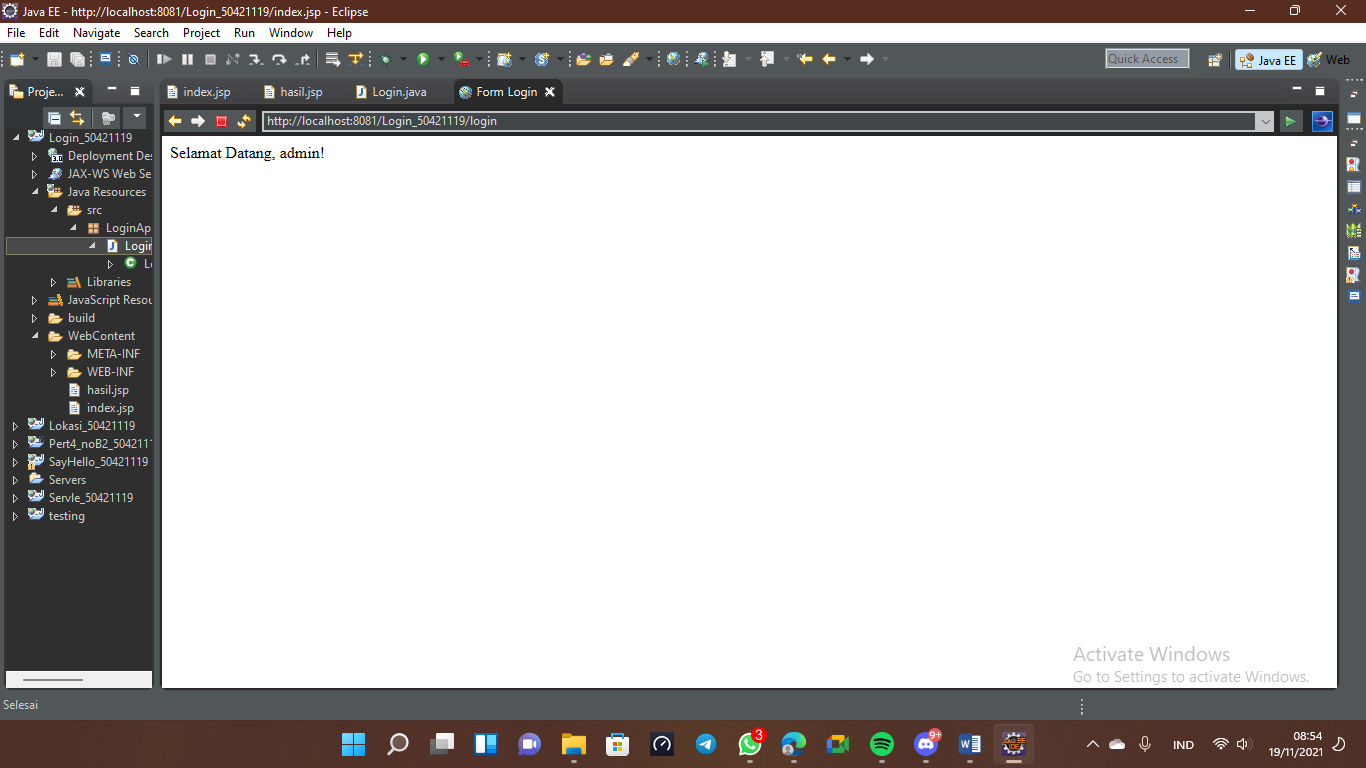 Java EE - http://localhost:8081/Login_50421119/index.jsp - Eclipse
File Edit Navigate Search Project Run Window Help
Quick Access Java EE Web
Proje...
index.jsp hasil.jsp Login.java Form Login
http://localhost:8081/Login_50421119/login
Selamat Datang, admin!
Login_50421119
Deployment Des
JAX-WS Web Se
Java Resources
src
LoginAp
Login
Lo
Libraries
JavaScript Resou
build
WebContent
META-INF
WEB-INF
hasil.jsp
index.jsp
Lokasi_50421119
Pert4_noB2_5042111
SayHello_50421119
Servers
Servle_50421119
testing
Activate Windows
Go to Settings to activate Windows.
Selesai
3
9+
IND
08:54
19/11/2021